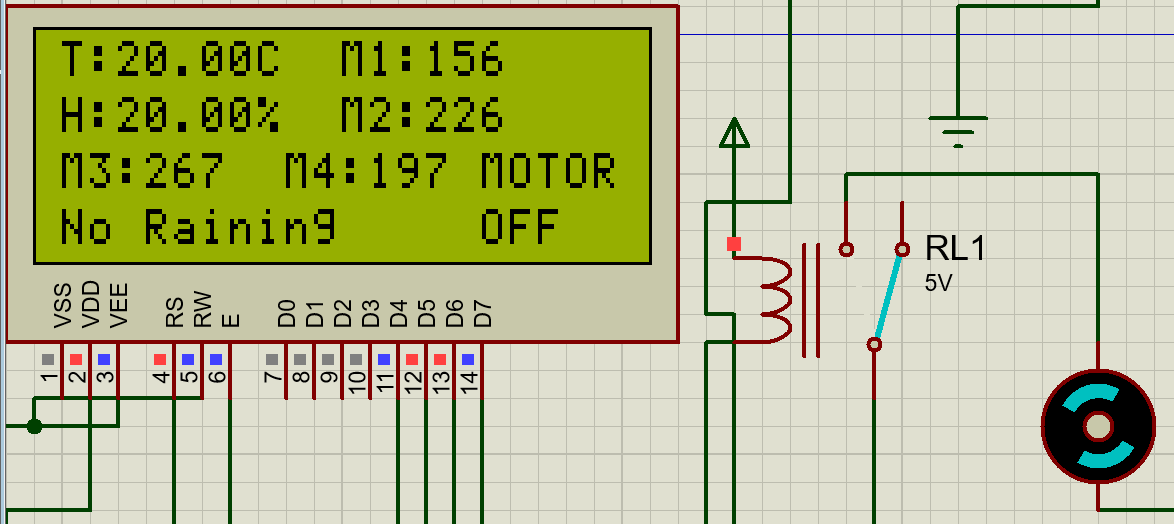 T:20.00C M1:156
H:20.00% M2:226
M3:267 M4:197 MOTOR
No Raining OFF
VSS VDD VEE RS RW E D0 D1 D2 D3 D4 D5 D6 D7
1 2 3 4 5 6 7 8 9 10 11 12 13 14
RL1
5V